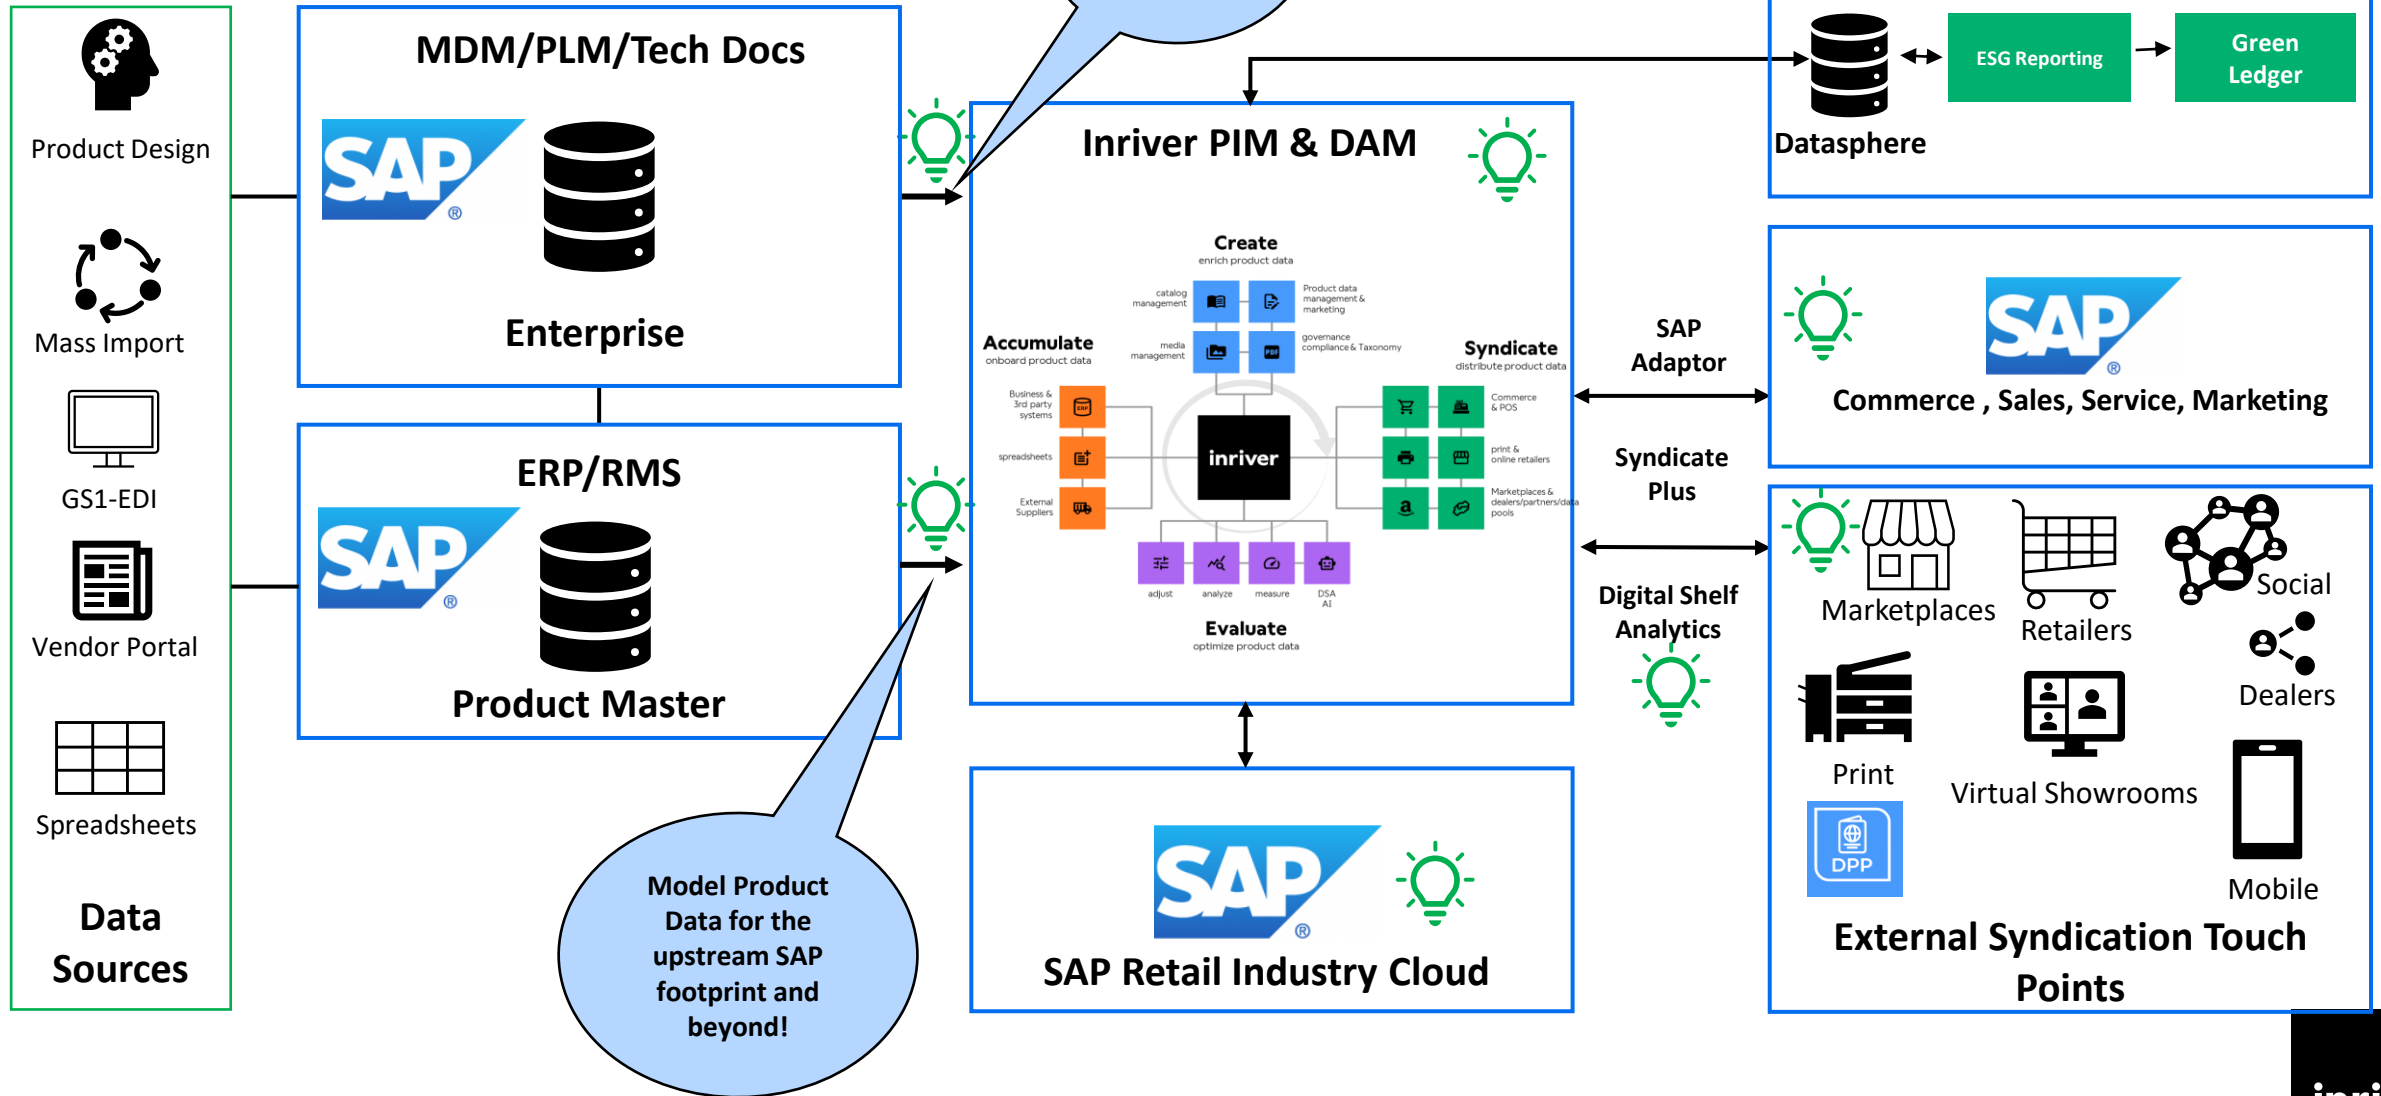 Product Design
Mass Import
GS1-EDI
Vendor Portal
Spreadsheets
Data
Sources
MDM/PLM/Tech Docs
SAP
®
Enterprise
ERP/RMS
SAP
®
Product Master
Model Product
Data for the
upstream SAP
footprint and
beyond!
Inriver PIM & DAM
Create
enrich product data
catalog
management
Product data
management &
marketing
media
management
PDF
governance
compliance & Taxonomy
Accumulate
onboard product data
Business &
3rd party
systems
ERP
spreadsheets
External
Suppliers
inriver
Syndicate
distribute product data
Commerce
& POS
print &
online retailers
a
Marketplaces &
dealers/partners/data
pools
adjust
analyze
measure
DSA
AI
Evaluate
optimize product data
SAP
®
SAP Retail Industry Cloud
SAP
Adaptor
Syndicate
Plus
Digital Shelf
Analytics
Datasphere
ESG Reporting
Green
Ledger
SAP
®
Commerce , Sales, Service, Marketing
Marketplaces
Retailers
Social
Dealers
Print
Virtual Showrooms
DPP
Mobile
External Syndication Touch
Points